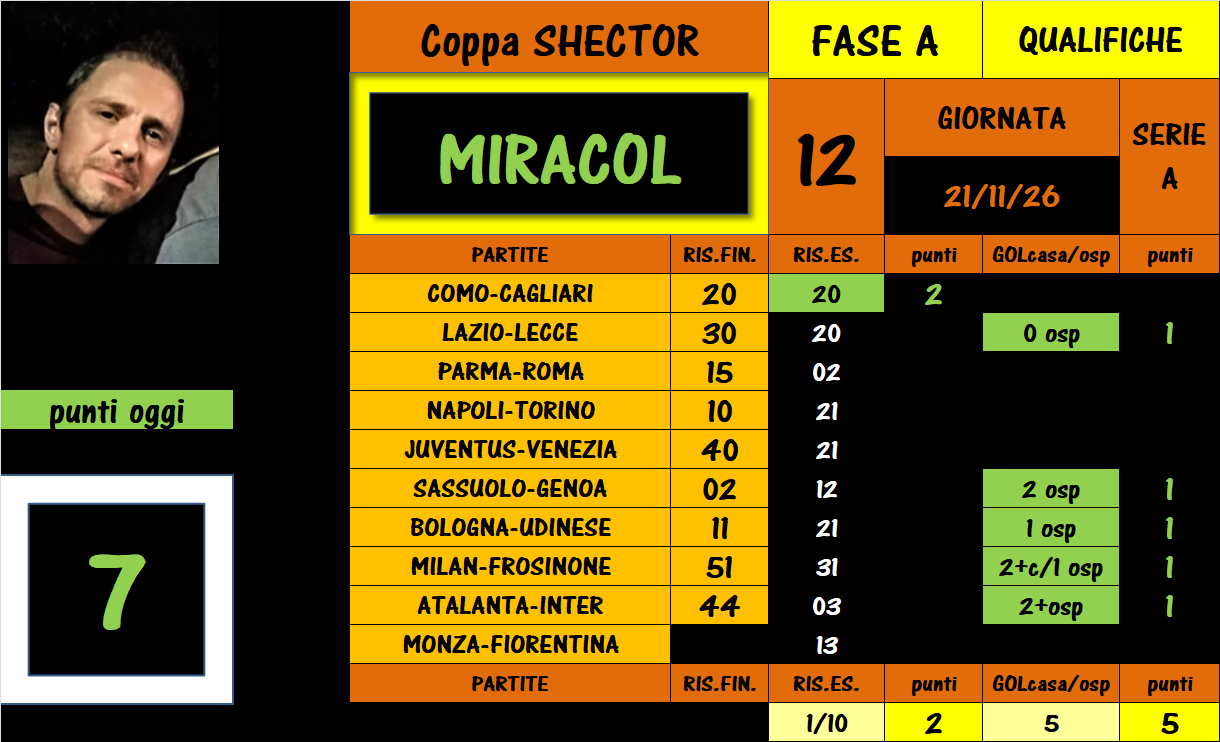 Coppa SHECTOR FASE A QUALIFICHE
MIRACOL 12 GIORNATA SERIE A
21/11/26
PARTITE RIS.FIN. RIS.ES. punti GOLcasa/osp punti
COMO-CAGLIARI 20 20 2
LAZIO-LECCE 30 20 0 osp 1
PARMA-ROMA 15 02
NAPOLI-TORINO 10 21
JUVENTUS-VENEZIA 40 21
SASSUOLO-GENOA 02 12 2 osp 1
BOLOGNA-UDINESE 11 21 1 osp 1
MILAN-FROSINONE 51 31 2+c/1 osp 1
ATALANTA-INTER 44 03 2+osp 1
MONZA-FIORENTINA 13
PARTITE RIS.FIN. RIS.ES. punti GOLcasa/osp punti
1/10 2 5 5
punti oggi
7